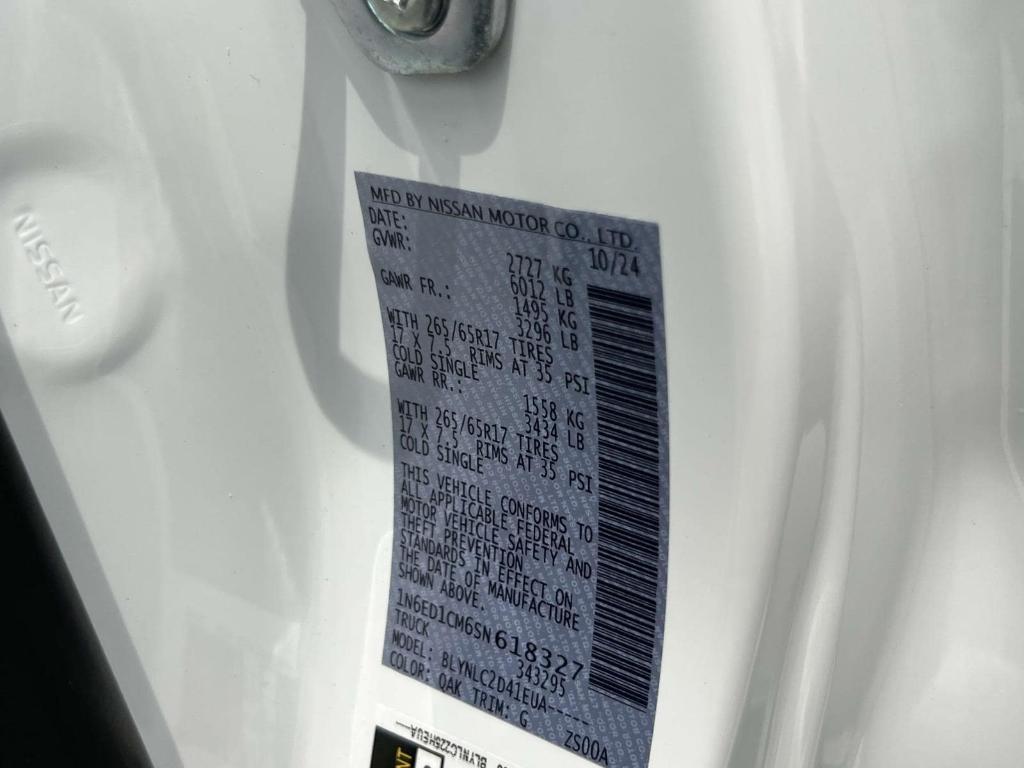 NISSAN
MFD BY NISSAN MOTOR CO., LTD.
DATE: 10/24
GVWR: 2727 KG
6012 LB
GAWR FR.: 1495 KG
3296 LB
WITH 265/65R17 TIRES
17 X 7.5 RIMS AT 35 PSI
COLD SINGLE
GAWR RR.: 1558 KG
3434 LB
WITH 265/65R17 TIRES
17 X 7.5 RIMS AT 35 PSI
COLD SINGLE
THIS VEHICLE CONFORMS TO
ALL APPLICABLE FEDERAL
MOTOR VEHICLE SAFETY AND
THEFT PREVENTION
STANDARDS IN EFFECT ON
THE DATE OF MANUFACTURE
SHOWN ABOVE.
1N6ED1CM6SN618327
TRUCK 343295
MODEL: BLYNLC2D41EUA-----
COLOR: QAK TRIM: G ZS00A